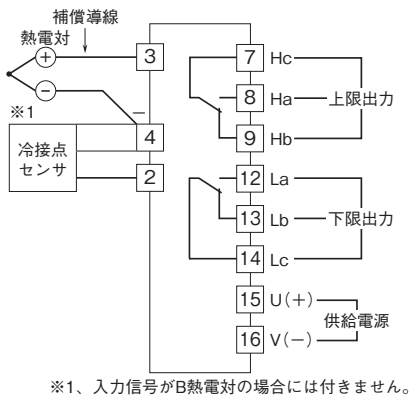 補償導線
熱電対
+
−
−
※1
冷接点
センサ
3
4
2
7 Hc
8 Ha
9 Hb
上限出力
12 La
13 Lb
14 Lc
下限出力
15 U(+)
16 V(−)
供給電源
※1、入力信号がB熱電対の場合には付きません。